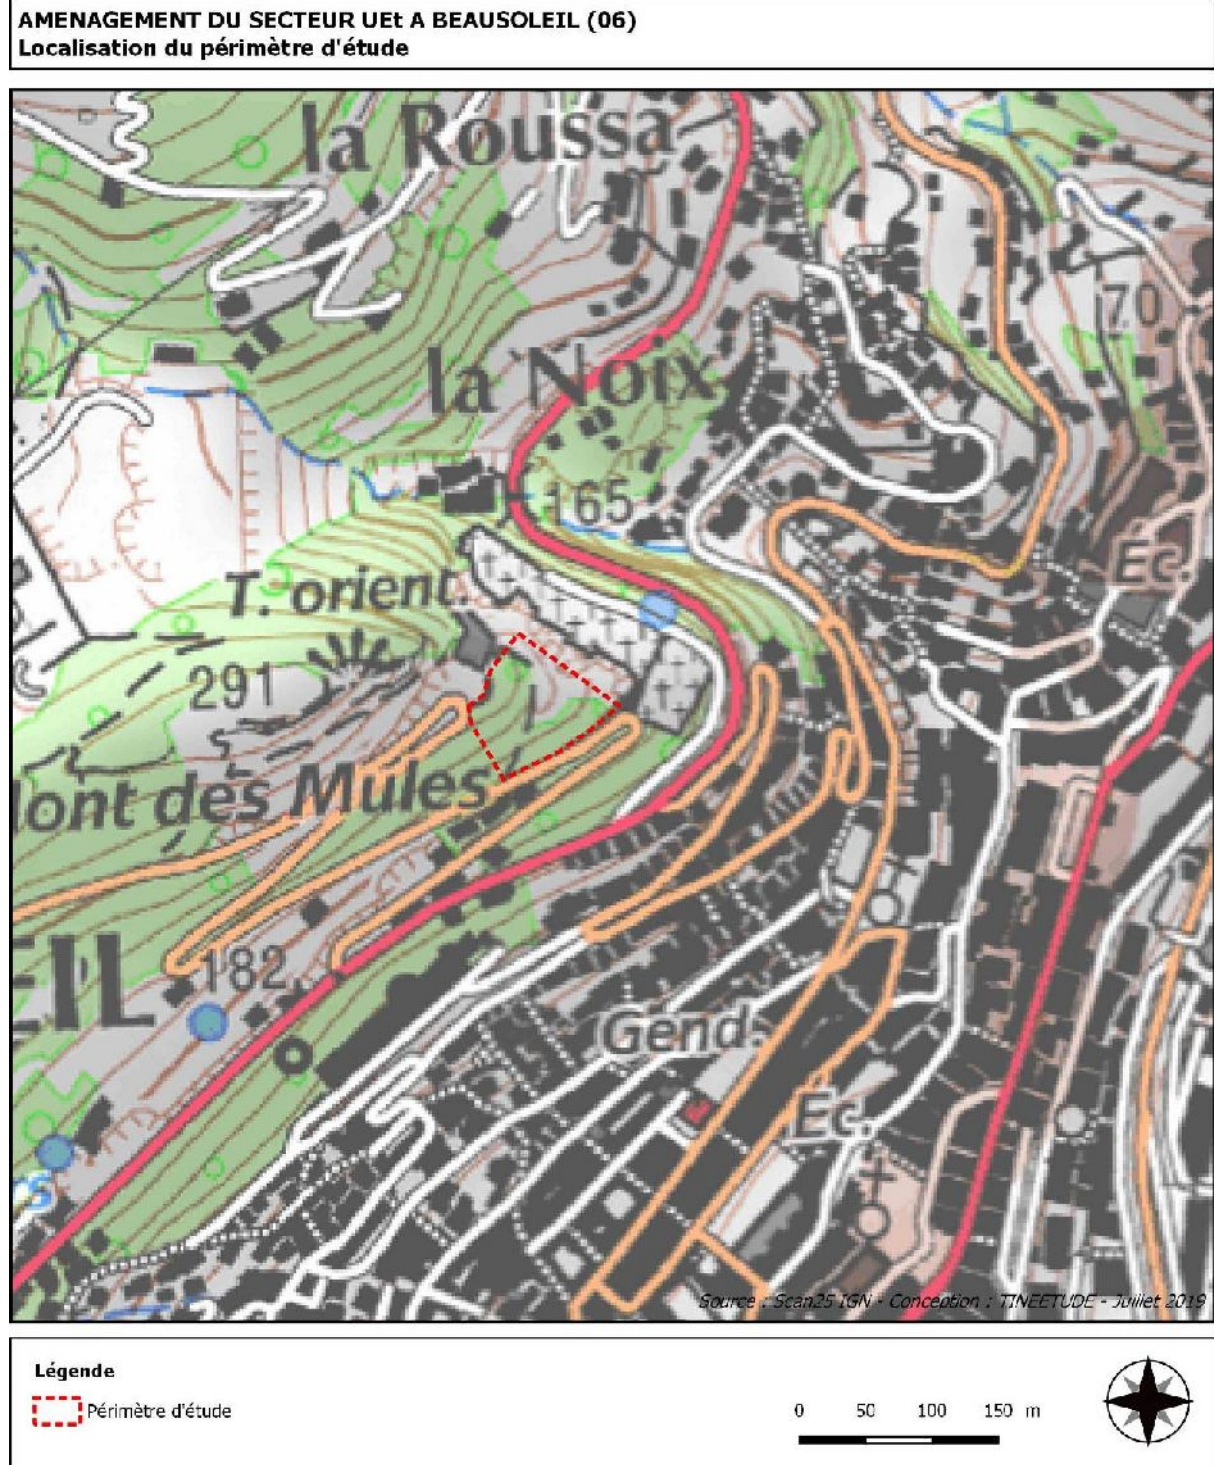 AMENAGEMENT DU SECTEUR UEt A BEAUSOLEIL (06)
Localisation du périmètre d'étude
la Roussa
70
la Noix
165
Ec.
T. orient.
291
Mont des Mules
182
EIL
Gend.
Ec.
rs
Source : Scan25 IGN - Conception : TINEETUDE - Juillet 2019
Légende
Périmètre d'étude
0 50 100 150 m